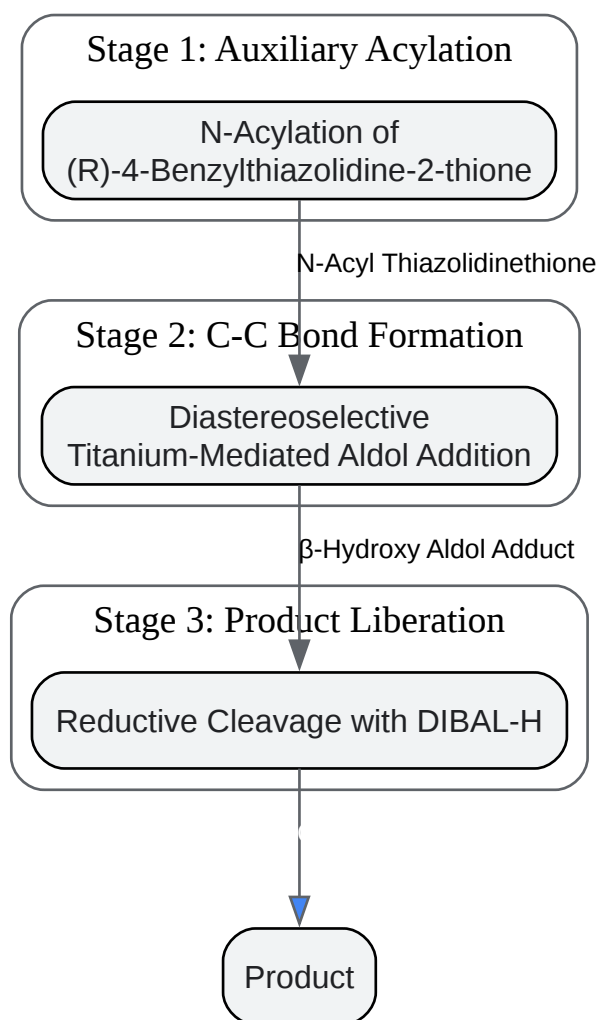 Stage 1: Auxiliary Acylation
N-Acylation of
(R)-4-Benzylthiazolidine-2-thione
N-Acyl Thiazolidinethione
Stage 2: C-C Bond Formation
Diastereoselective
Titanium-Mediated Aldol Addition
β-Hydroxy Aldol Adduct
Stage 3: Product Liberation
Reductive Cleavage with DIBAL-H
Product